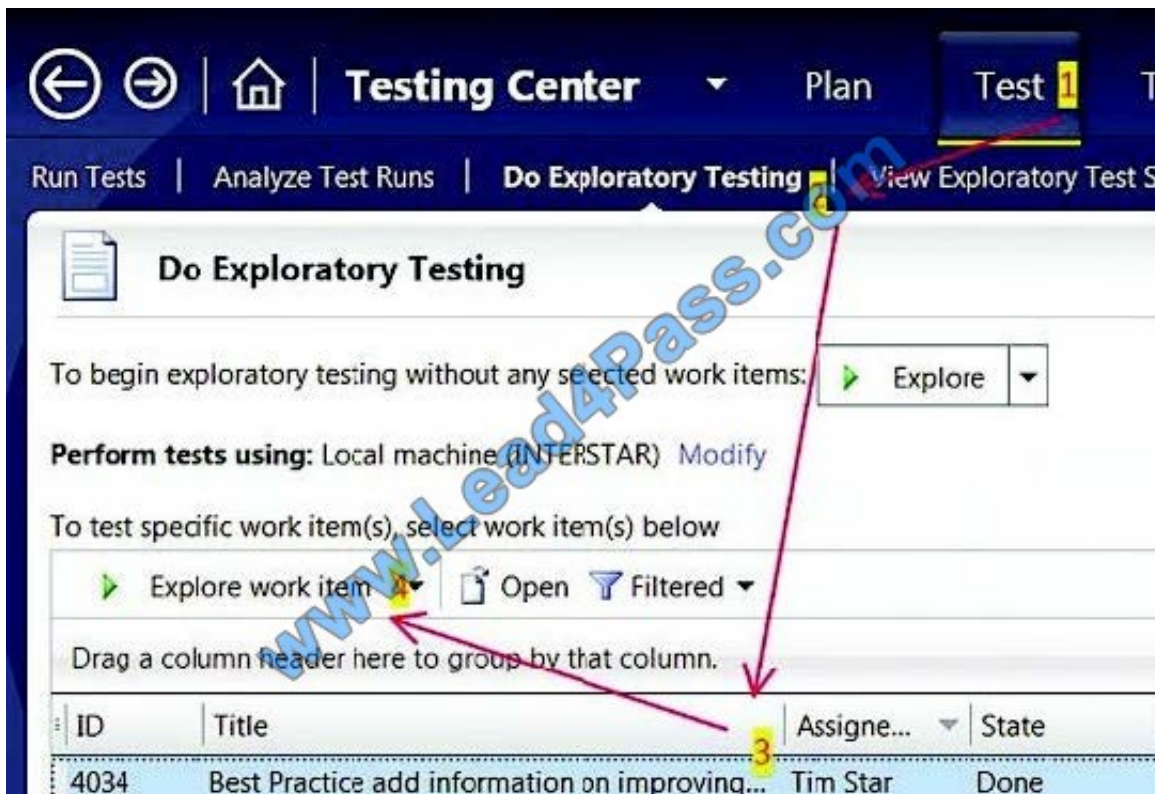 Testing Center Plan Test 1 T
Run Tests | Analyze Test Runs | Do Exploratory Testing 2 | View Exploratory Test S
Do Exploratory Testing
To begin exploratory testing without any selected work items: Explore
Perform tests using: Local machine (INTERSTAR) Modify
To test specific work item(s), select work item(s) below
Explore work item 4 Open Filtered
Drag a column header here to group by that column.
ID Title Assigne... State
3
4034 Best Practice add information on improving... Tim Star Done
www.Lead4Pass.com